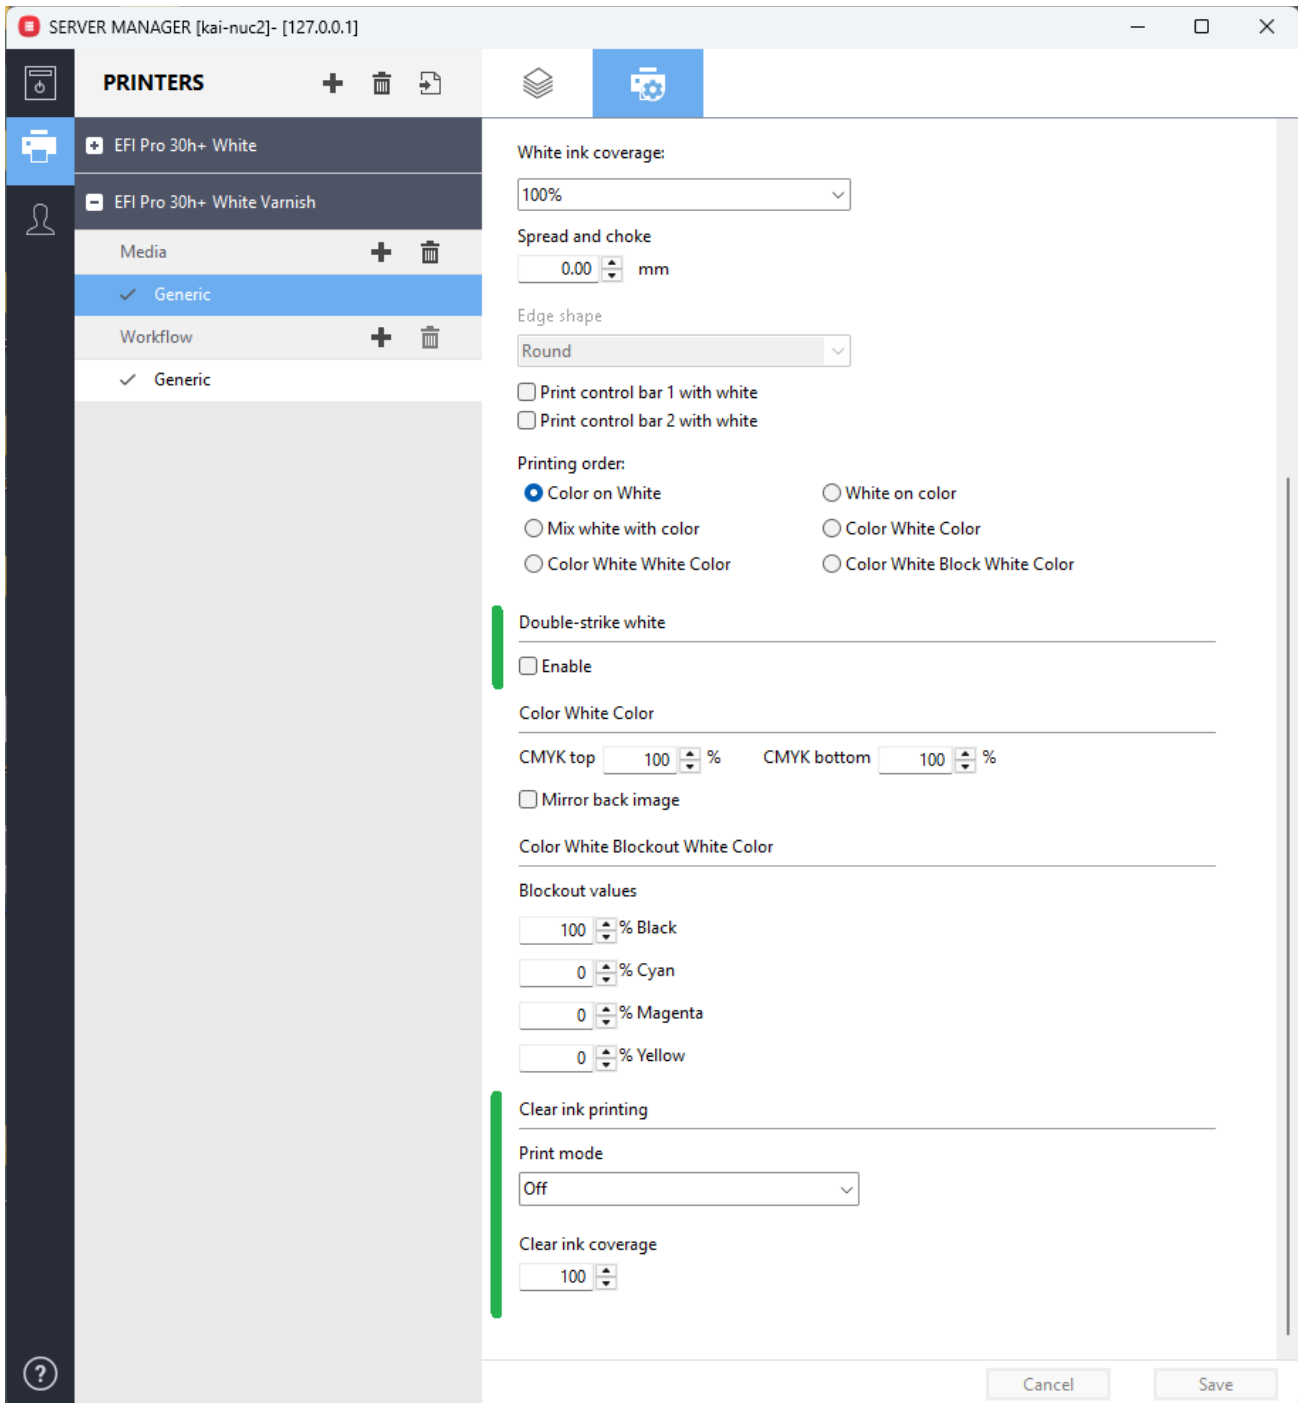 SERVER MANAGER [kai-nuc2]- [127.0.0.1]
PRINTERS
EFI Pro 30h+ White
EFI Pro 30h+ White Varnish
Media
Generic
Workflow
Generic
White ink coverage:
100%
Spread and choke
0.00 mm
Edge shape
Round
Print control bar 1 with white
Print control bar 2 with white
Printing order:
Color on White White on color
Mix white with color Color White Color
Color White White Color Color White Block White Color
Double-strike white
Enable
Color White Color
CMYK top 100 % CMYK bottom 100 %
Mirror back image
Color White Blockout White Color
Blockout values
100 % Black
0 % Cyan
0 % Magenta
0 % Yellow
Clear ink printing
Print mode
Off
Clear ink coverage
100
?
Cancel Save